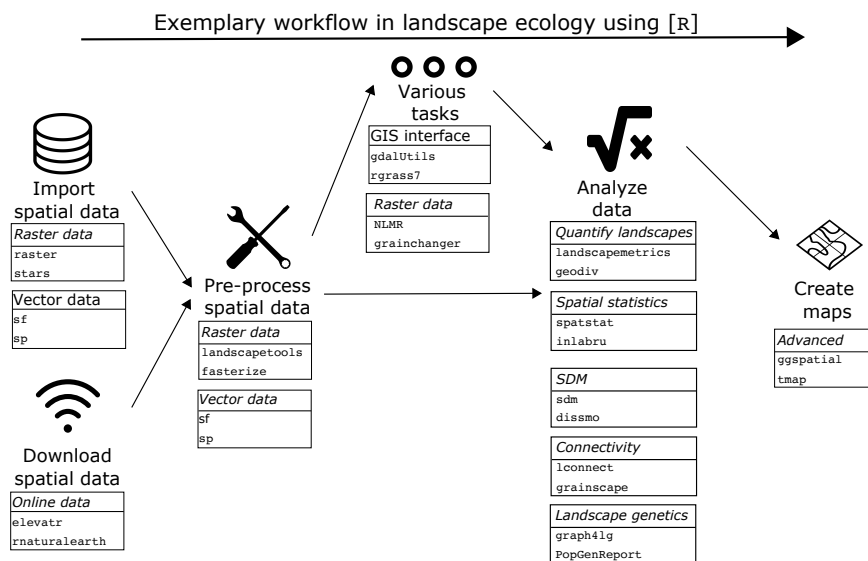 Exemplary workflow in landscape ecology using [R]
Import
spatial data
Raster data
raster
stars
Vector data
sf
sp
Download
spatial data
Online data
elevatr
rnaturalearth
Pre-process
spatial data
Raster data
landscapetools
fasterize
Vector data
sf
sp
Various
tasks
GIS interface
gdalUtils
rgrass7
Raster data
NLMR
grainchanger
Analyze
data
Quantify landscapes
landscapemetrics
geodiv
Spatial statistics
spatstat
inlabru
SDM
sdm
dissmo
Connectivity
lconnect
grainscape
Landscape genetics
graph4lg
PopGenReport
Create
maps
Advanced
ggspatial
tmap